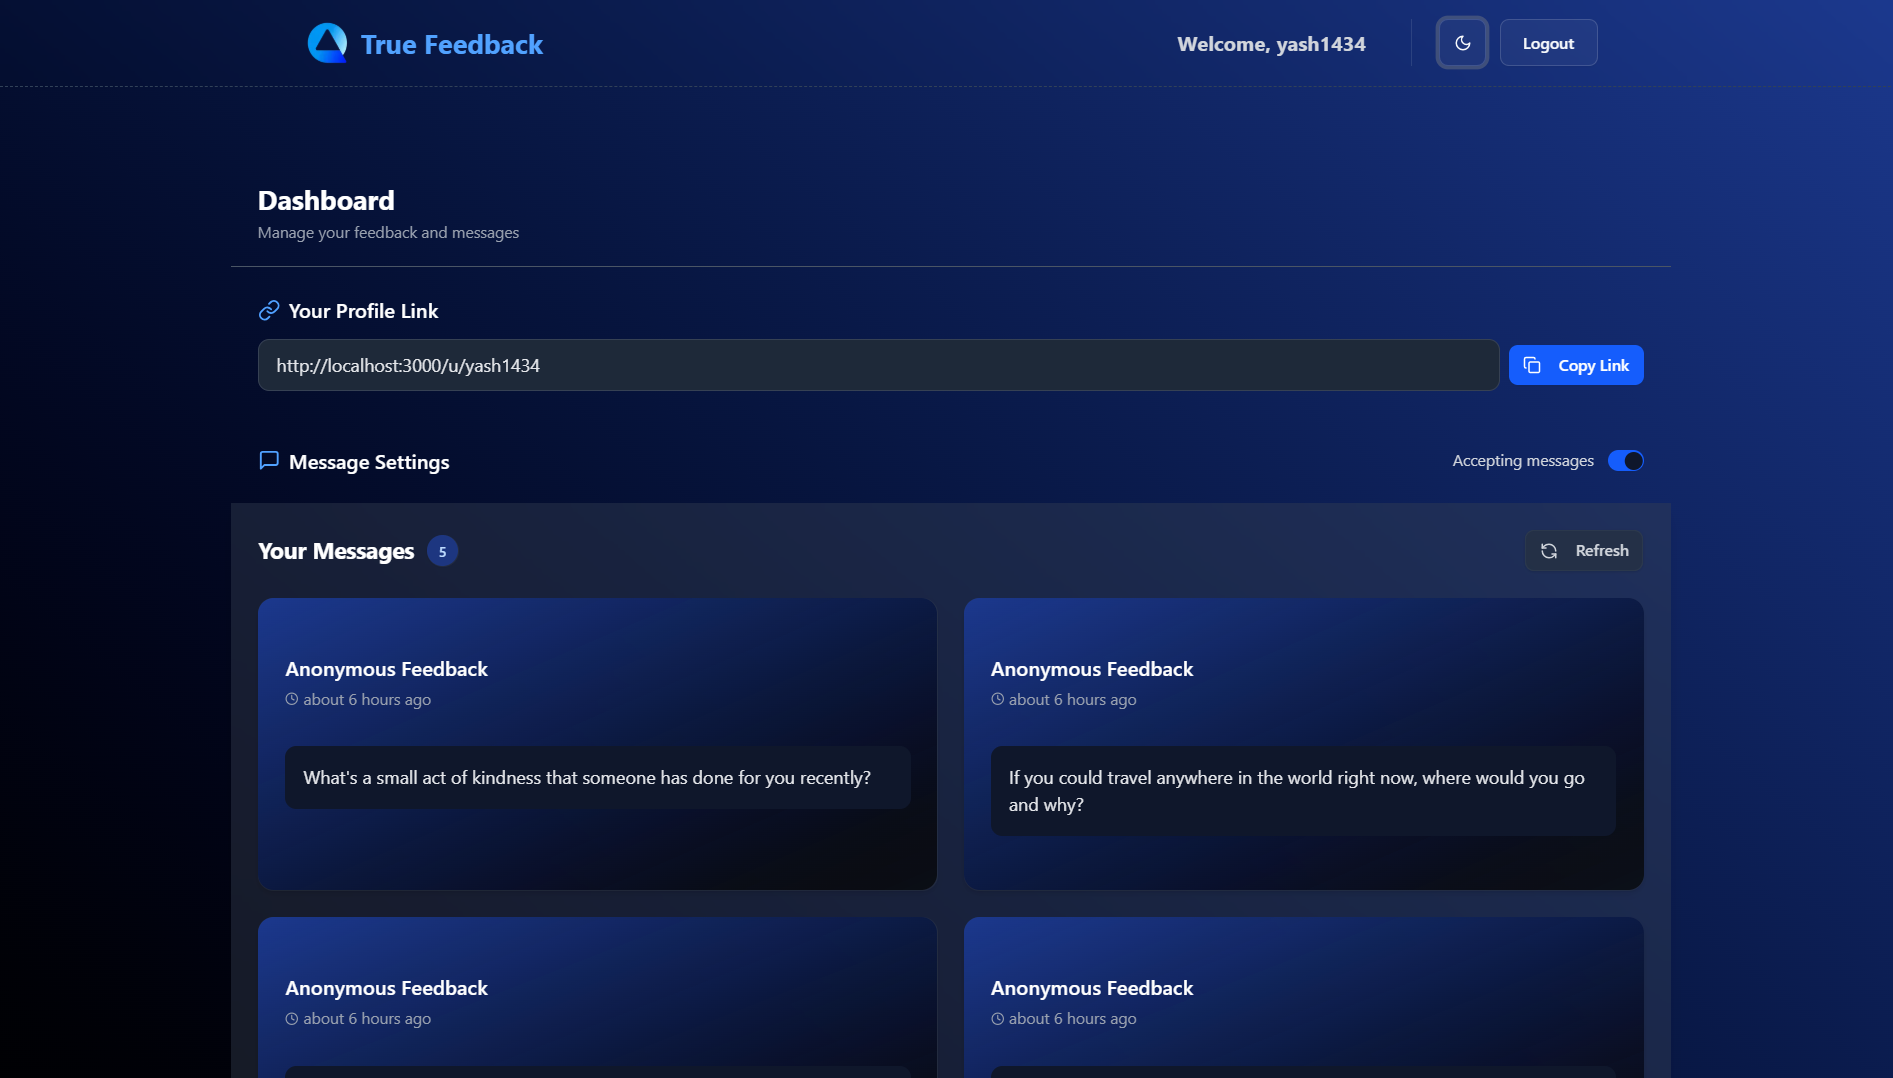 True Feedback
Welcome, yash1434
Logout
Dashboard
Manage your feedback and messages
Your Profile Link
http://localhost:3000/u/yash1434
Copy Link
Message Settings
Accepting messages
Your Messages 5
Refresh
Anonymous Feedback
about 6 hours ago
What's a small act of kindness that someone has done for you recently?
Anonymous Feedback
about 6 hours ago
If you could travel anywhere in the world right now, where would you go
and why?
Anonymous Feedback
about 6 hours ago
Anonymous Feedback
about 6 hours ago